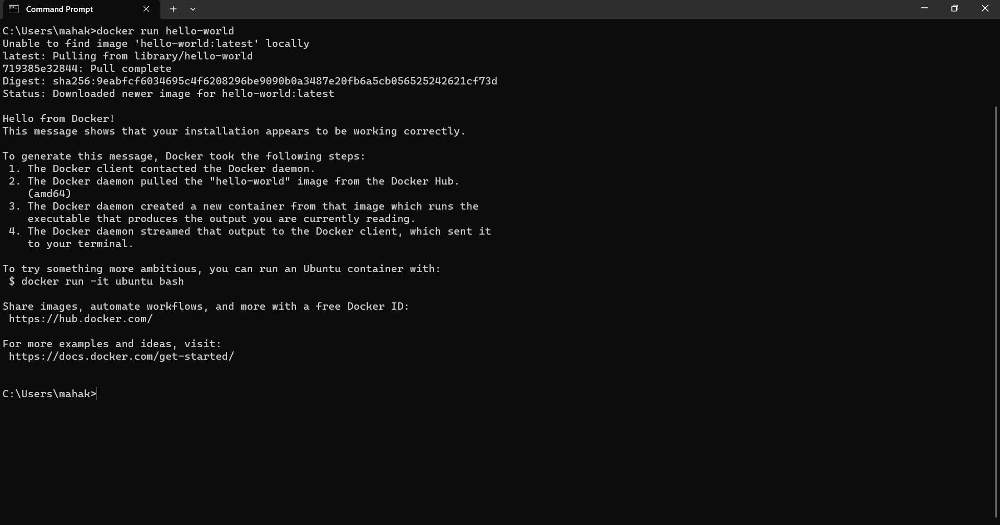 Command Prompt
C:\Users\mahak>docker run hello-world
Unable to find image 'hello-world:latest' locally
latest: Pulling from library/hello-world
719385e32844: Pull complete
Digest: sha256:9eabfcf6034695c4f6208296be9090b0a3487e20fb6a5cb056525242621cf73d
Status: Downloaded newer image for hello-world:latest
Hello from Docker!
This message shows that your installation appears to be working correctly.
To generate this message, Docker took the following steps:
1. The Docker client contacted the Docker daemon.
2. The Docker daemon pulled the "hello-world" image from the Docker Hub.
(amd64)
3. The Docker daemon created a new container from that image which runs the
executable that produces the output you are currently reading.
4. The Docker daemon streamed that output to the Docker client, which sent it
to your terminal.
To try something more ambitious, you can run an Ubuntu container with:
$ docker run -it ubuntu bash
Share images, automate workflows, and more with a free Docker ID:
https://hub.docker.com/
For more examples and ideas, visit:
https://docs.docker.com/get-started/
C:\Users\mahak>